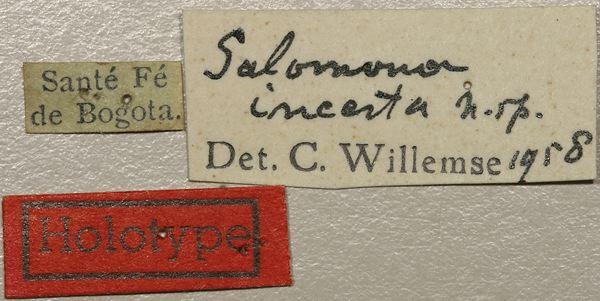 Santé Fé
de Bogota.
Salomona
incerta n.sp.
Det. C. Willemse 1958
Holotype.